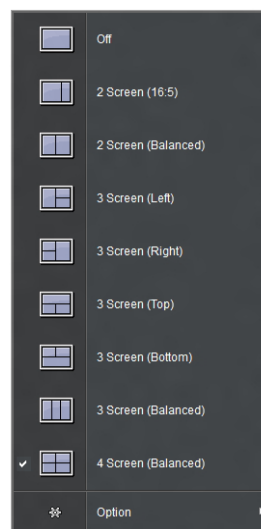 Off
2 Screen (16:5)
2 Screen (Balanced)
3 Screen (Left)
3 Screen (Right)
3 Screen (Top)
3 Screen (Bottom)
3 Screen (Balanced)
4 Screen (Balanced)
Option